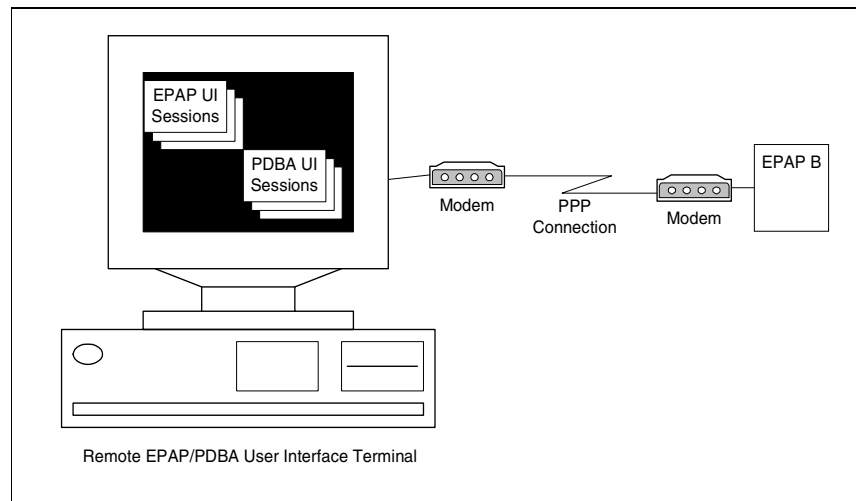 EPAP UI
Sessions
PDBA UI
Sessions
Modem
PPP
Connection
Modem
EPAP B
Remote EPAP/PDBA User Interface Terminal